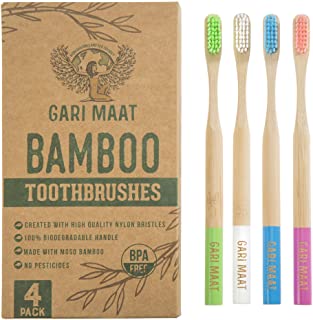 GARI MAAT
BAMBOO
TOOTHBRUSHES
CREATED WITH HIGH QUALITY NYLON BRISTLES
100% BIODEGRADABLE HANDLE
MADE WITH MOSO BAMBOO
NO PESTICIDES
BPA
FREE
4
PACK
GARI MAAT
GARI MAAT
GARI MAAT
GARI MAAT